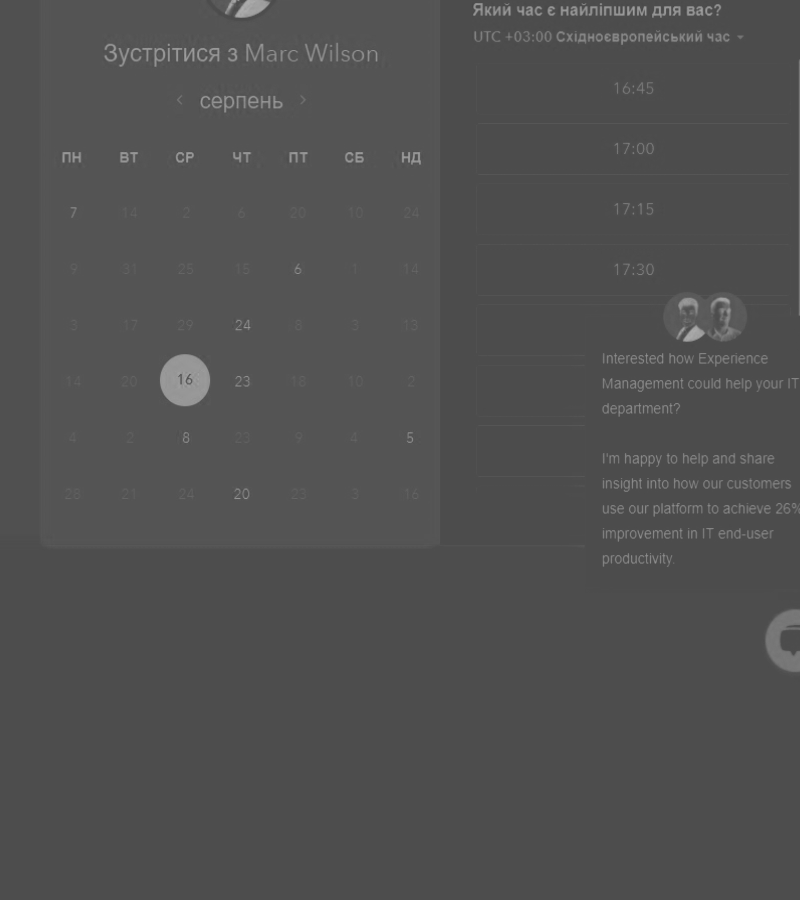 Який час є найліпшим для вас?
UTC +03:00 Східноєвропейський час
Зустрітися з Marc Wilson
серпень
ПН ВТ СР ЧТ ПТ СБ НД
7 14 2 6 20 10 24
9 31 25 15 6 1 14
3 17 29 24 8 3 13
14 20 16 23 18 10 2
4 2 8 23 9 4 5
28 21 24 20 23 3 16
16:45
17:00
17:15
17:30
Interested how Experience
Management could help your IT
department?
I'm happy to help and share
insight into how our customers
use our platform to achieve 26%
improvement in IT end-user
productivity.